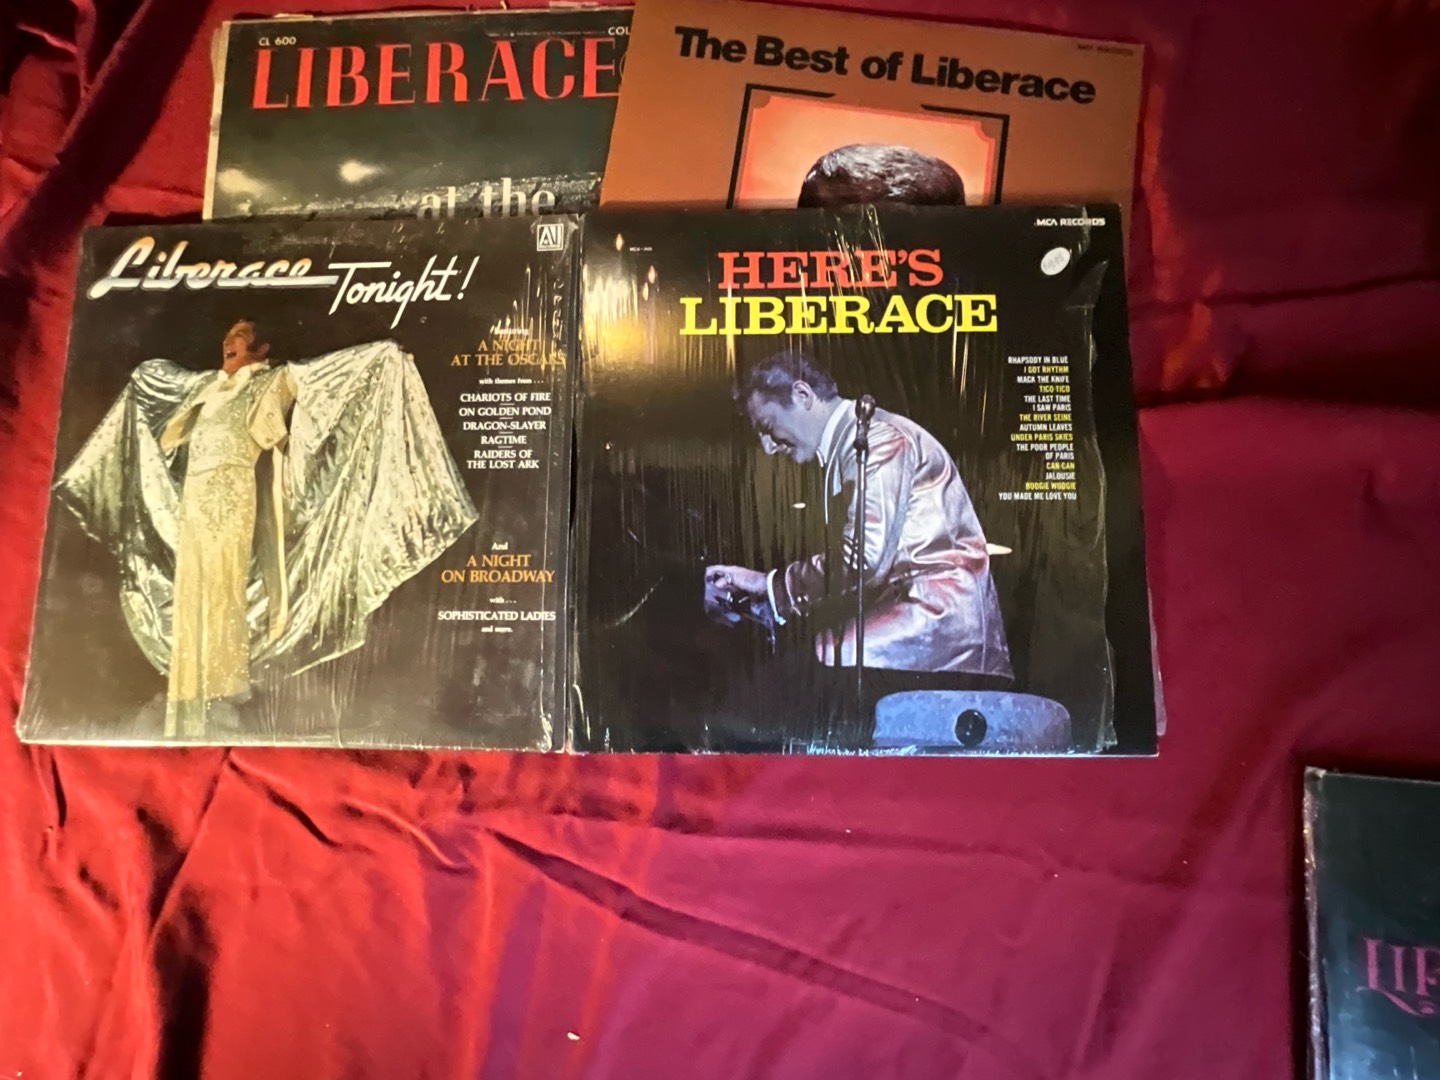 CL 600
LIBERACE
at the
The Best of Liberace
MCA RECORDS
Liberace Tonight!
A NIGHT
AT THE OSCARS
with themes from . . .
CHARIOTS OF FIRE
ON GOLDEN POND
DRAGON-SLAYER
RAGTIME
RAIDERS OF
THE LOST ARK
And
A NIGHT
ON BROADWAY
with . . .
SOPHISTICATED LADIES
and more.
MCA RECORDS
HERE'S
LIBERACE
RHAPSODY IN BLUE
I GOT RHYTHM
MACK THE KNIFE
TICO-TICO
THE LAST TIME
I SAW PARIS
THE RIVER SEINE
AUTUMN LEAVES
UNDER PARIS SKIES
THE POOR PEOPLE
OF PARIS
CAN-CAN
JALOUSIE
BOOGIE WOOGIE
YOU MADE ME LOVE YOU